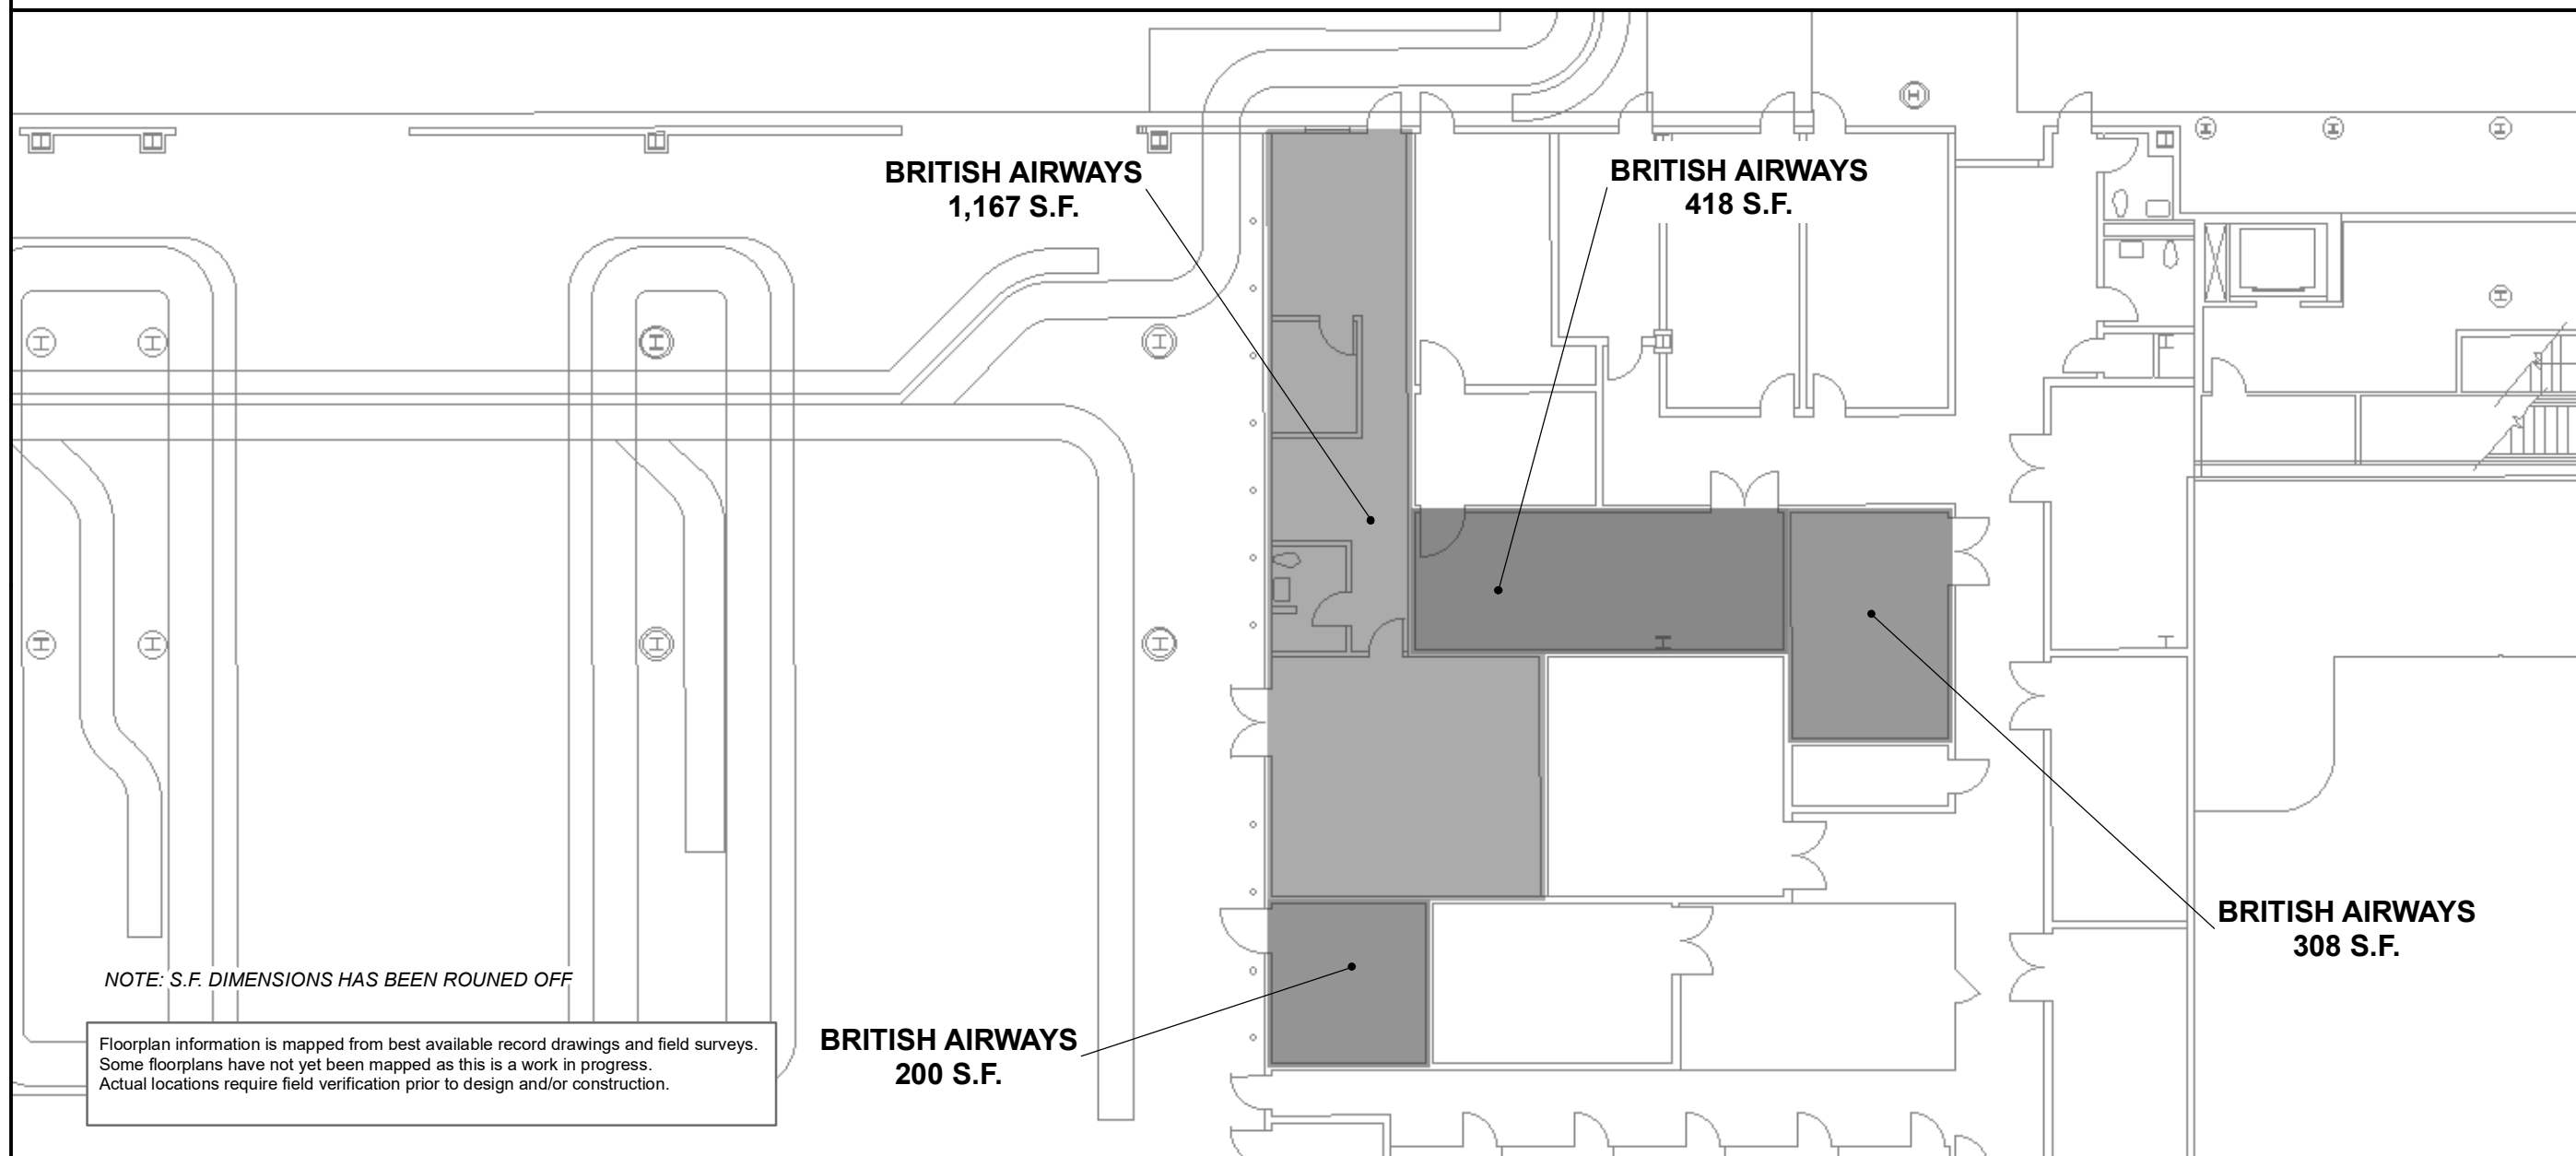 BRITISH AIRWAYS
1,167 S.F.
BRITISH AIRWAYS
418 S.F.
BRITISH AIRWAYS
308 S.F.
NOTE: S.F. DIMENSIONS HAS BEEN ROUNED OFF
Floorplan information is mapped from best available record drawings and field surveys.
Some floorplans have not yet been mapped as this is a work in progress.
Actual locations require field verification prior to design and/or construction.
BRITISH AIRWAYS
200 S.F.